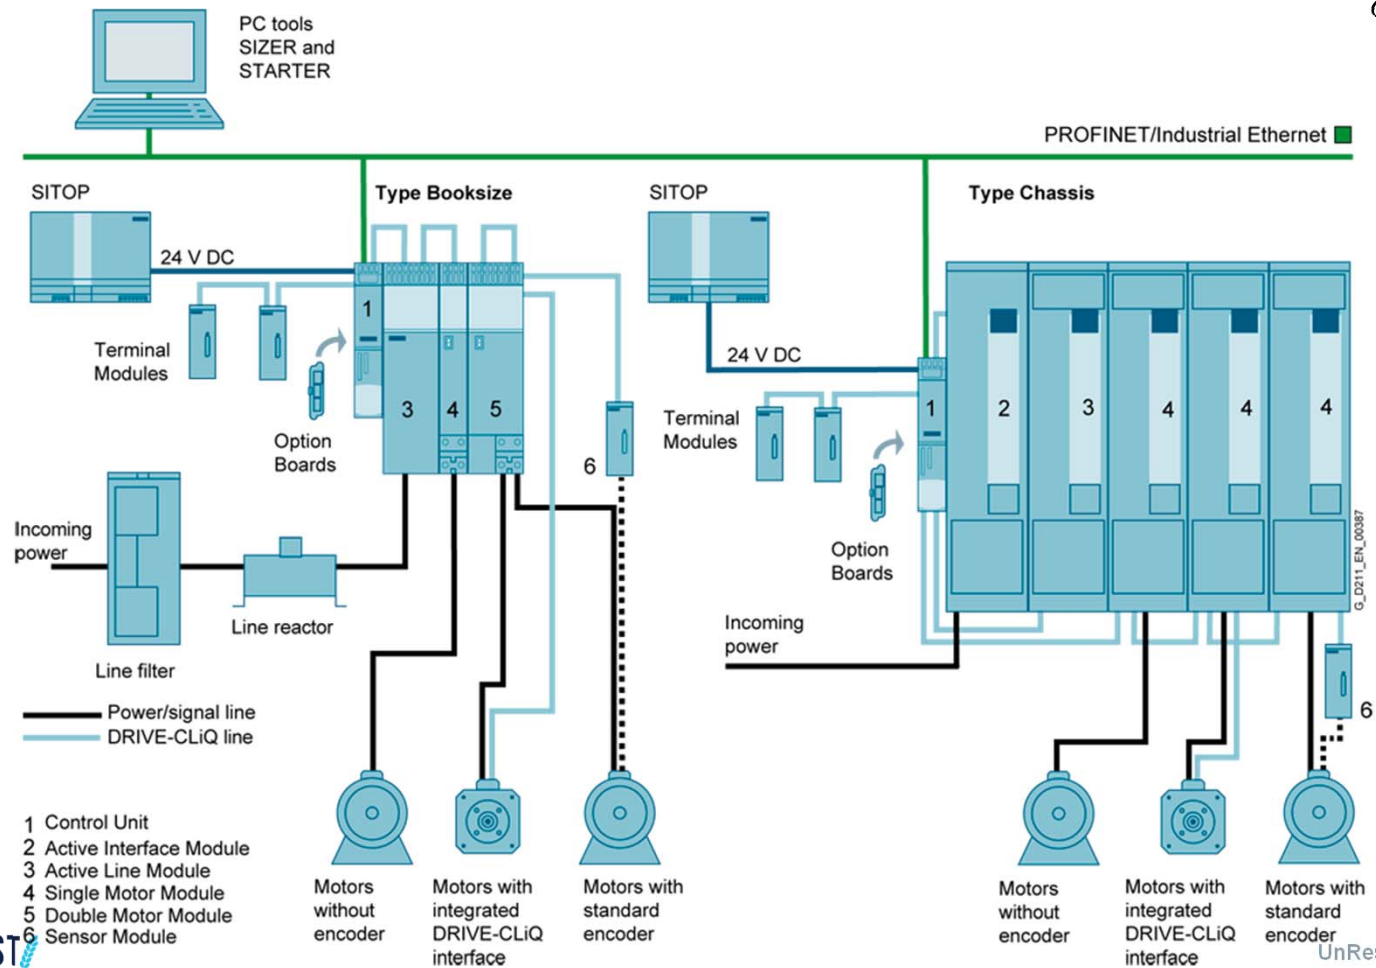 PC tools
SIZER and
STARTER
PROFINET/Industrial Ethernet
SITOP
Type Booksize
SITOP
Type Chassis
24 V DC
1
Terminal
Modules
3
4
5
Option
Boards
6
24 V DC
Terminal
Modules
1
2
3
4
4
4
Option
Boards
G_D211_EN_00387
Incoming
power
Line reactor
Line filter
Incoming
power
6
Power/signal line
DRIVE-CLiQ line
1 Control Unit
2 Active Interface Module
3 Active Line Module
4 Single Motor Module
5 Double Motor Module
6 Sensor Module
Motors
without
encoder
Motors with
integrated
DRIVE-CLiQ
interface
Motors with
standard
encoder
Motors
without
encoder
Motors with
integrated
DRIVE-CLiQ
interface
Motors with
standard
encoder
ST
UnRes